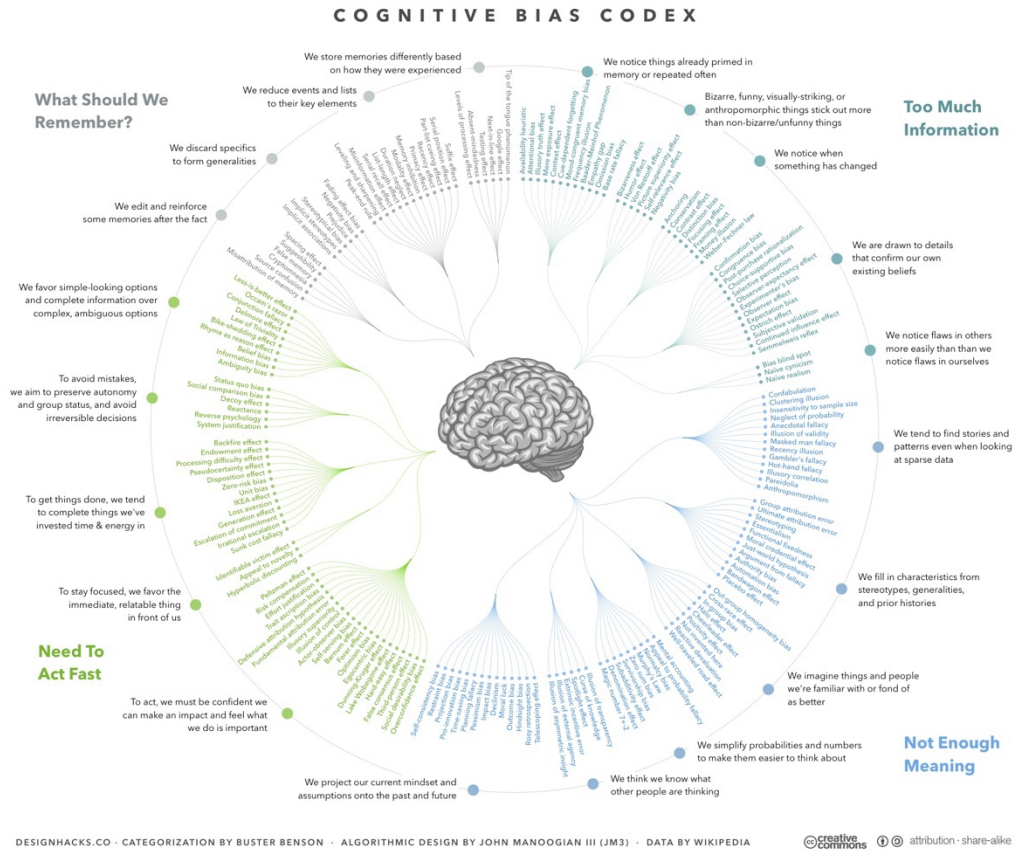 COGNITIVE BIAS CODEX
What Should We
Remember?
We store memories differently based
on how they were experienced
We reduce events and lists
to their key elements
We discard specifics
to form generalities
We edit and reinforce
some memories after the fact
Tip of the tongue phenomenon
Google effect
Next-in-line effect
Testing effect
Absent-mindedness
Levels of processing effect
Suffix effect
Serial position effect
Part-list cueing effect
Recency effect
Primacy effect
Memory inhibition
Modality effect
Duration neglect
List-length effect
Serial recall effect
Misinformation effect
Leveling and sharpening
Peak-end rule
Fading affect bias
Negativity bias
Prejudice
Stereotypical bias
Implicit stereotypes
Implicit associations
Spacing effect
Suggestibility
False memory
Cryptomnesia
Source confusion
Misattribution of memory
Too Much
Information
We notice things already primed in
memory or repeated often
Bizarre, funny, visually-striking, or
anthropomorphic things stick out more
than non-bizarre/unfunny things
We notice when
something has changed
We are drawn to details
that confirm our own
existing beliefs
We notice flaws in others
more easily than than we
notice flaws in ourselves
Availability heuristic
Attentional bias
Illusory truth effect
Mere exposure effect
Context effect
Cue-dependent forgetting
Mood-congruent memory bias
Frequency illusion
Baader-Meinhof Phenomenon
Empathy gap
Omission bias
Base rate fallacy
Bizarreness effect
Humor effect
Von Restorff effect
Picture superiority effect
Self-relevance effect
Negativity bias
Anchoring
Conservatism
Contrast effect
Distinction bias
Focusing effect
Framing effect
Money illusion
Weber-Fechner law
Confirmation bias
Congruence bias
Post-purchase rationalization
Choice-supportive bias
Selective perception
Observer-expectancy effect
Experimenter's bias
Observer effect
Expectation bias
Ostrich effect
Subjective validation
Continued influence effect
Semmelweis reflex
Bias blind spot
Naïve cynicism
Naïve realism
Not Enough
Meaning
We tend to find stories and
patterns even when looking
at sparse data
We fill in characteristics from
stereotypes, generalities,
and prior histories
We imagine things and people
we're familiar with or fond of
as better
We simplify probabilities and numbers
to make them easier to think about
We think we know what
other people are thinking
We project our current mindset and
assumptions onto the past and future
Confabulation
Clustering illusion
Insensitivity to sample size
Neglect of probability
Anecdotal fallacy
Illusion of validity
Masked man fallacy
Recency illusion
Gambler's fallacy
Hot-hand fallacy
Illusory correlation
Pareidolia
Anthropomorphism
Group attribution error
Ultimate attribution error
Stereotyping
Essentialism
Functional fixedness
Moral credential effect
Just-world hypothesis
Argument from fallacy
Authority bias
Automation bias
Bandwagon effect
Placebo effect
Out-group homogeneity bias
Cross-race effect
In-group bias
Halo effect
Cheerleader effect
Positivity effect
Not invented here
Reactive devaluation
Well traveled road effect
Mental accounting
Appeal to probability fallacy
Normalcy bias
Murphy's Law
Zero sum bias
Survivorship bias
Subadditivity effect
Denomination effect
Magic number 7+-2
Illusion of transparency
Curse of knowledge
Spotlight effect
Extrinsic incentive error
Illusion of external agency
Illusion of asymmetric insight
Telescoping effect
Rosy retrospection
Hindsight bias
Outcome bias
Moral luck
Declinism
Impact bias
Pessimism bias
Planning fallacy
Time-saving bias
Pro-innovation bias
Projection bias
Restraint bias
Self-consistency bias
Need To
Act Fast
We favor simple-looking options
and complete information over
complex, ambiguous options
To avoid mistakes,
we aim to preserve autonomy
and group status, and avoid
irreversible decisions
To get things done, we tend
to complete things we've
invested time & energy in
To stay focused, we favor the
immediate, relatable thing
in front of us
To act, we must be confident we
can make an impact and feel what
we do is important
Less-is-better effect
Occam's razor
Conjunction fallacy
Delmore effect
Law of Triviality
Bike-shedding effect
Rhyme as reason effect
Belief bias
Information bias
Ambiguity bias
Status quo bias
Social comparison bias
Decoy effect
Reactance
Reverse psychology
System justification
Backfire effect
Endowment effect
Processing difficulty effect
Pseudocertainty effect
Disposition effect
Zero-risk bias
Unit bias
IKEA effect
Loss aversion
Generation effect
Escalation of commitment
Irrational escalation
Sunk cost fallacy
Identifiable victim effect
Appeal to novelty
Hyperbolic discounting
Peltzman effect
Risk compensation
Effort justification
Trait ascription bias
Defensive attribution hypothesis
Fundamental attribution error
Illusory superiority
Illusion of control
Actor-observer bias
Self-serving bias
Barnum effect
Forer effect
Optimism bias
Egocentric bias
Dunning-Kruger effect
Lake Wobegone effect
Hard-easy effect
False consensus effect
Third-person effect
Social desirability bias
Overconfidence effect
DESIGNHACKS.CO · CATEGORIZATION BY BUSTER BENSON · ALGORITHMIC DESIGN BY JOHN MANOOGIAN III (JM3) · DATA BY WIKIPEDIA
cc creative commons
attribution · share-alike